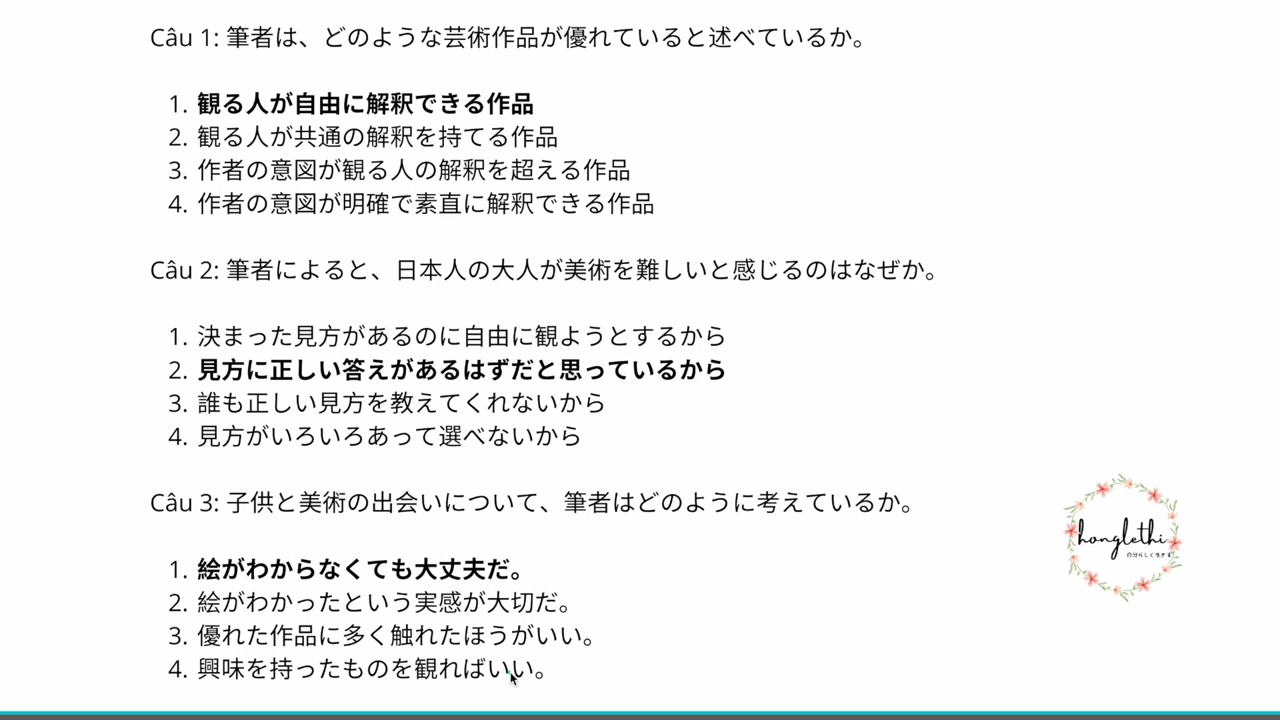 Câu 1: 筆者は、どのような芸術作品が優れていると述べているか。
1. 観る人が自由に解釈できる作品
2. 観る人が共通の解釈を持てる作品
3. 作者の意図が観る人の解釈を超える作品
4. 作者の意図が明確で素直に解釈できる作品
Câu 2: 筆者によると、日本人の大人が美術を難しいと感じるのはなぜか。
1. 決まった見方があるのに自由に観ようとするから
2. 見方に正しい答えがあるはずだと思っているから
3. 誰も正しい見方を教えてくれないから
4. 見方がいろいろあって選べないから
Câu 3: 子供と美術の出会いについて、筆者はどのように考えているか。
1. 絵がわからなくても大丈夫だ。
2. 絵がわかったという実感が大切だ。
3. 優れた作品に多く触れたほうがいい。
4. 興味を持ったものを観ればいい。
honglethi
自分らしく生きる